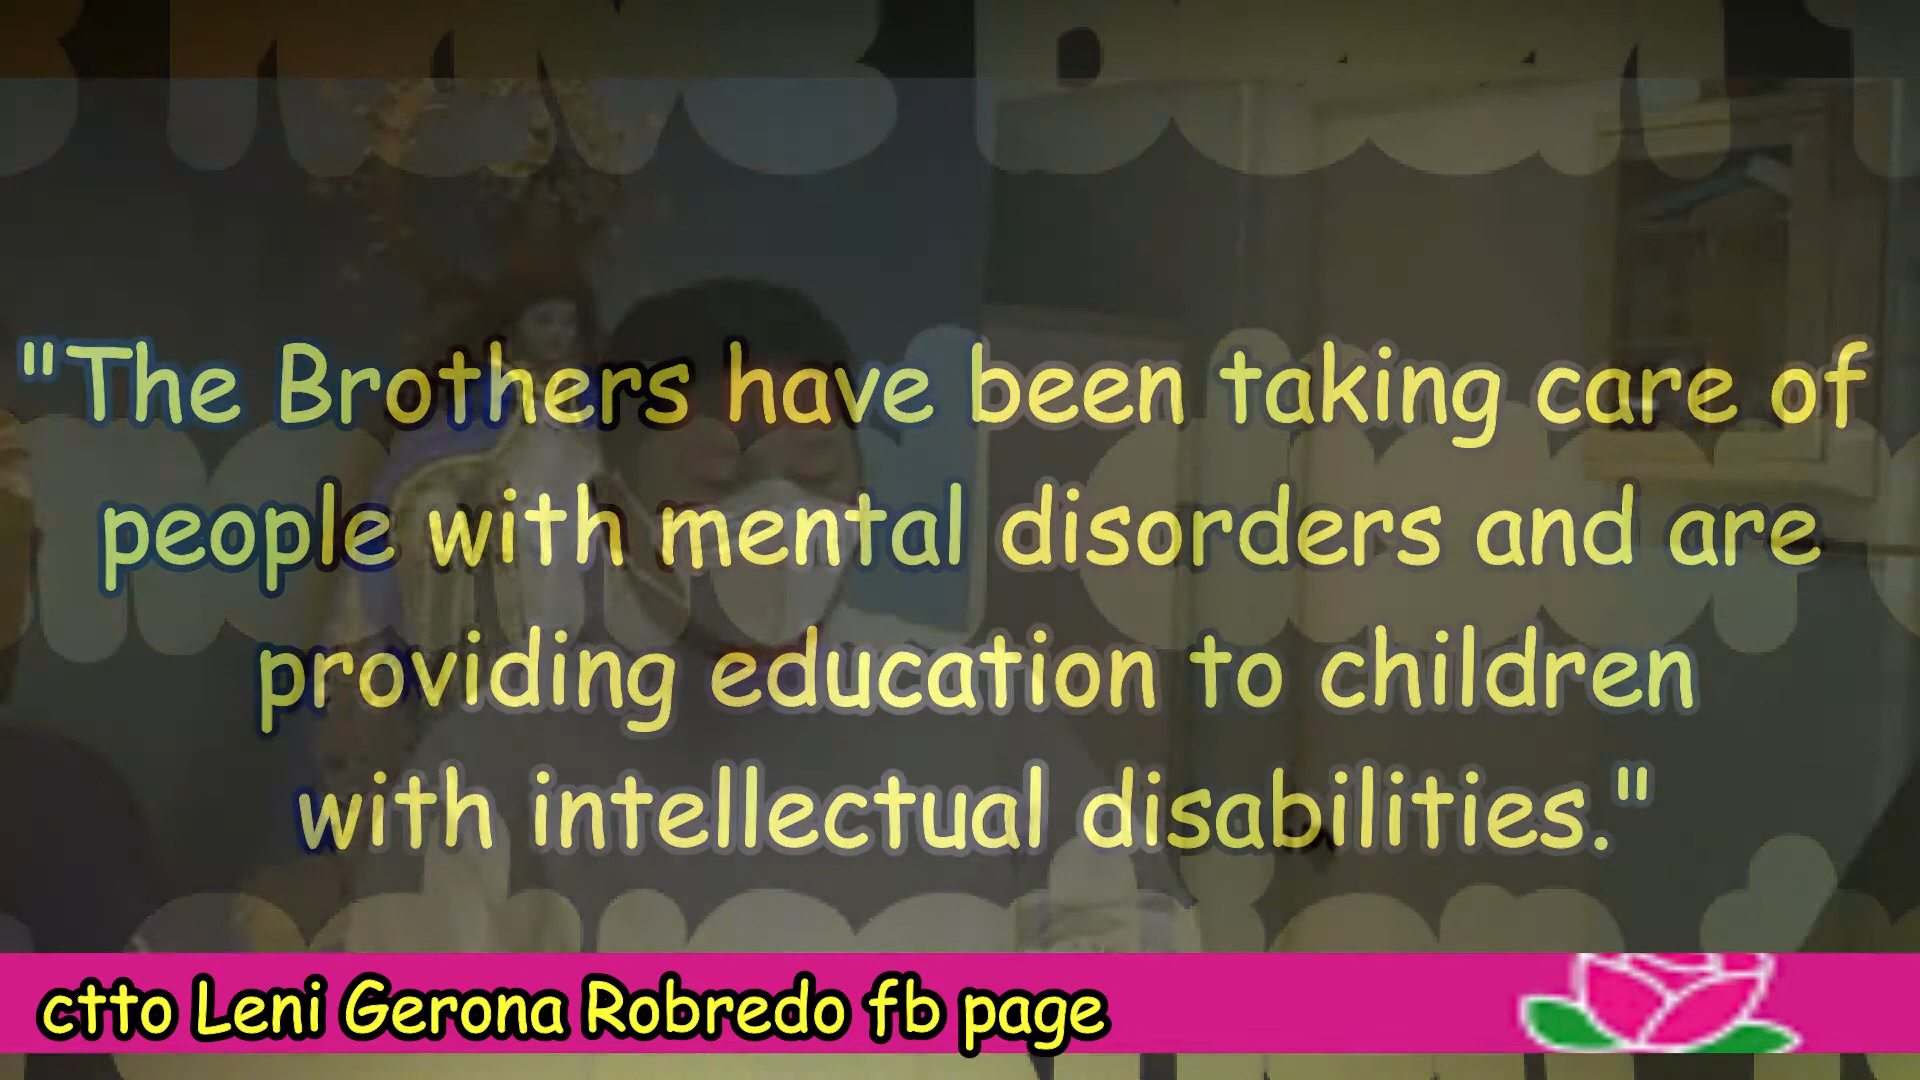 "The Brothers have been taking care of
people with mental disorders and are
providing education to children
with intellectual disabilities."
ctto Leni Gerona Robredo fb page